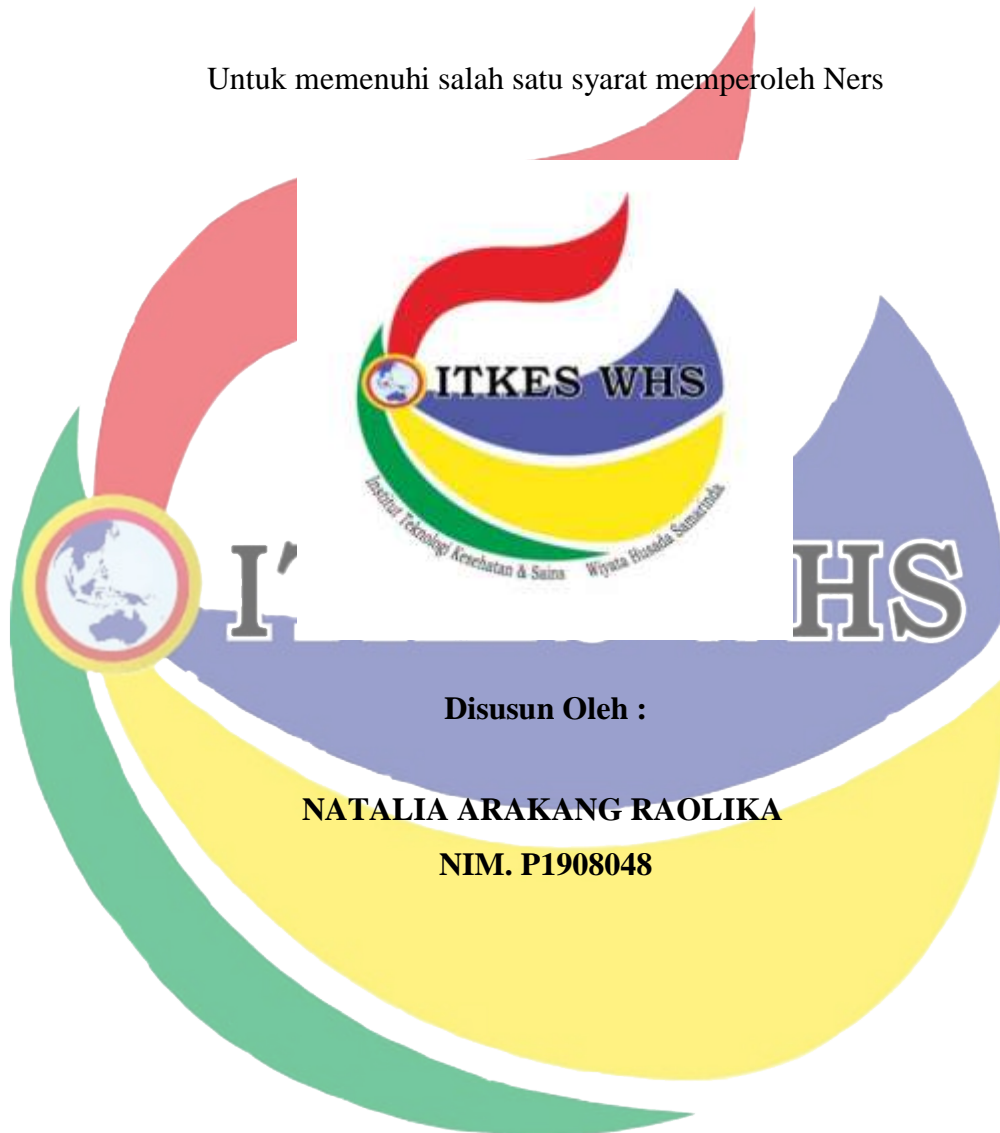 Untuk memenuhi salah satu syarat memperoleh Ners
ITKES WHS
Institut Teknologi Kesehatan & Sains Wiyata Husada Samarinda
I HS
Disusun Oleh :
NATALIA ARAKANG RAOLIKA
NIM. P1908048